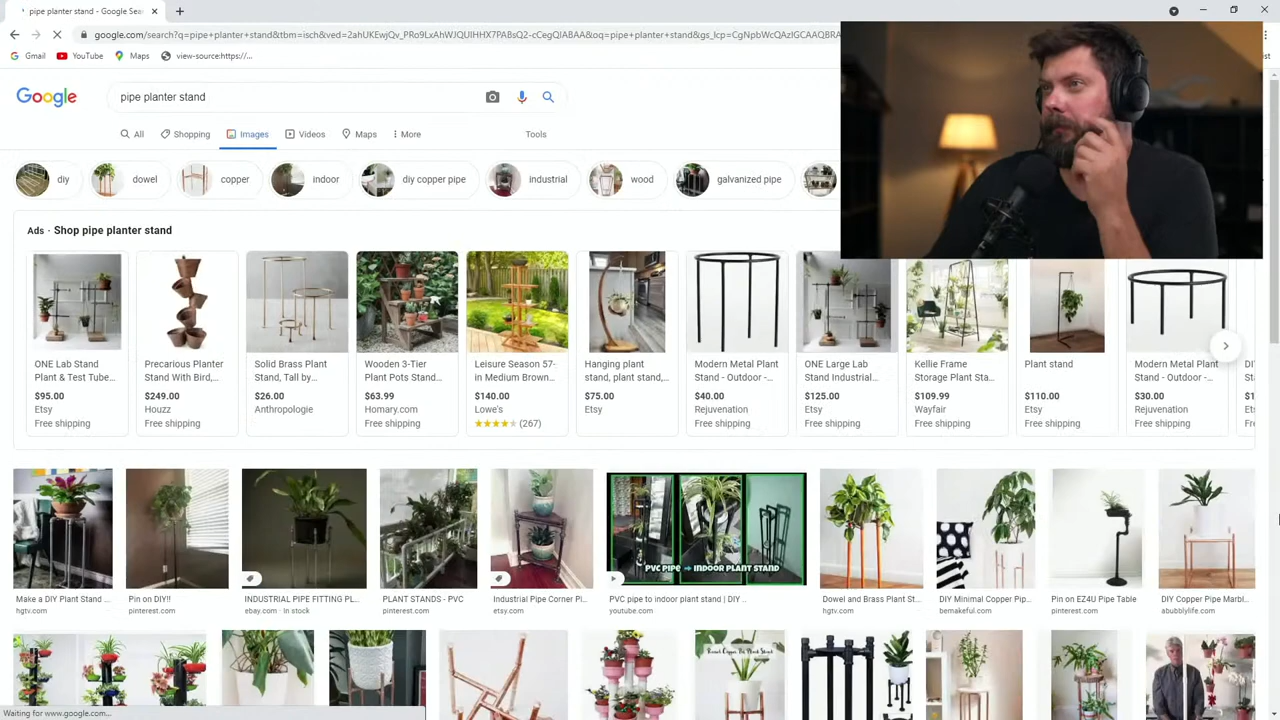 pipe planter stand - Google Sea
google.com/search?q=pipe+planter+stand&tbm=isch&ved=
Gmail YouTube Maps view-source:https://...
Google pipe planter stand
All Shopping Images Videos Maps More Tools
diy dowel copper indoor diy copper pipe industrial wood galvanized pipe
Ads · Shop pipe planter stand
ONE Lab Stand
Plant & Test Tube...
$95.00
Etsy
Free shipping
Precarious Planter
Stand With Bird,...
$249.00
Houzz
Free shipping
Solid Brass Plant
Stand, Tall by...
$26.00
Anthropologie
Wooden 3-Tier
Plant Pots Stand...
$63.99
Homary.com
Free shipping
Leisure Season 57-
in Medium Brown...
$140.00
Lowe's
(267)
Hanging plant
stand, plant stand,...
$75.00
Etsy
Free shipping
Modern Metal Plant
Stand - Outdoor -...
$40.00
Rejuvenation
Free shipping
ONE Large Lab
Stand Industrial...
$125.00
Etsy
Free shipping
Kellie Frame
Storage Plant Sta...
$109.99
Wayfair
Free shipping
Plant stand
$110.00
Etsy
Free shipping
Modern Metal Plant
Stand - Outdoor -...
$30.00
Rejuvenation
Free shipping
PVC PIPE INDOOR PLANT STAND
Make a DIY Plant Stand ...
hgtv.com
Pin on DIY!!
pinterest.com
INDUSTRIAL PIPE FITTING PL...
ebay.com · In stock
PLANT STANDS - PVC
pinterest.com
Industrial Pipe Corner Pl...
etsy.com
PVC pipe to indoor plant stand | DIY ..
youtube.com
Dowel and Brass Plant St...
hgtv.com
DIY Minimal Copper Pip...
bemakeful.com
Pin on EZ4U Pipe Table
pinterest.com
DIY Copper Pipe Marbl...
abubblylife.com
Waiting for www.google.com...